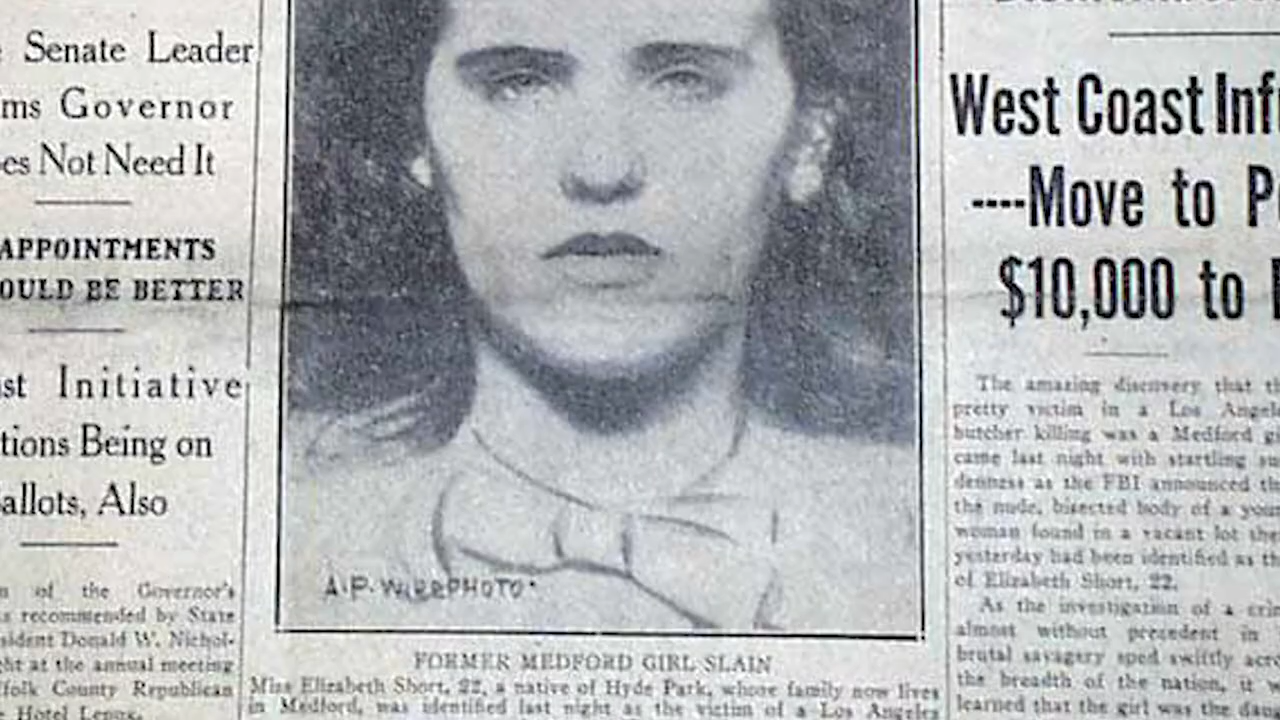 Senate Leader
ms Governor
es Not Need It
APPOINTMENTS
OULD BE BETTER
st Initiative
tions Being on
allots, Also
of the Governor's
s recommended by State
sident Donald W. Nichol-
ht at the annual meeting
folk County Republican
Hotel Lenox.
A.P. WIREPHOTO
FORMER MEDFORD GIRL SLAIN
Miss Elizabeth Short, 22, a native of Hyde Park, whose family now lives
in Medford, was identified last night as the victim of a Los Angeles
West Coast Inf
----Move to P
$10,000 to
The amazing discovery that th
pretty victim in a Los Angele
butcher killing was a Medford g
came last night with startling su
denness as the FBI announced th
the nude, bisected body of a youn
woman found in a vacant lot the
yesterday had been identified as th
of Elizabeth Short, 22.
As the investigation of a crim
almost without precedent in
brutal savagery sped swiftly acr
the breadth of the nation, it w
learned that the girl was the daug